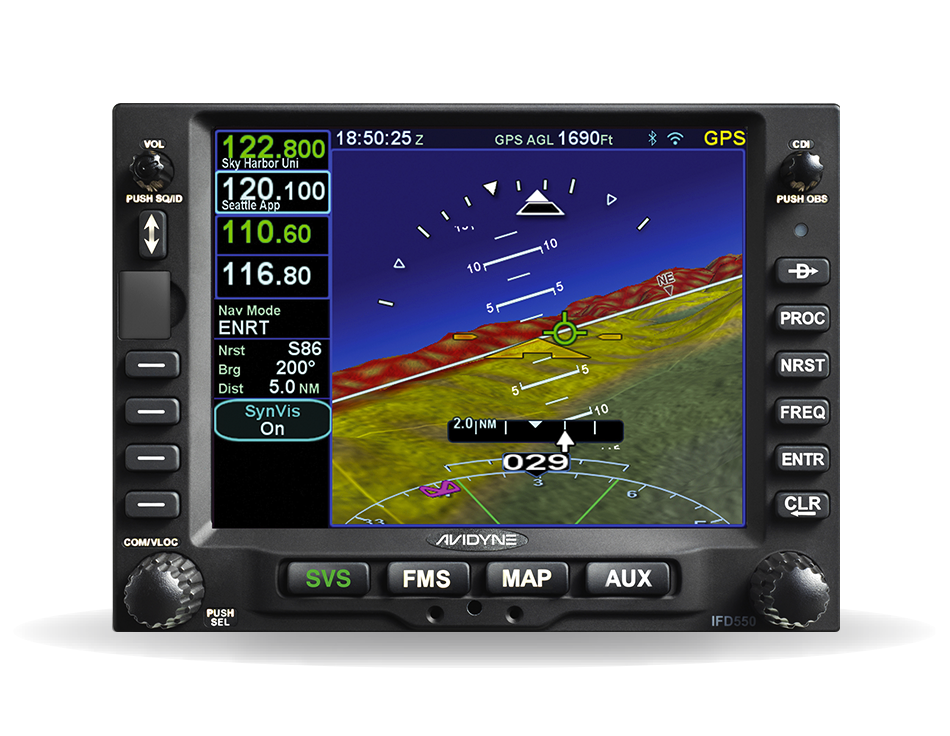 VOL
PUSH SQ/ID
122.800
Sky Harbor Uni
120.100
Seattle App
110.60
116.80
Nav Mode
ENRT
Nrst S86
Brg 200°
Dist 5.0 NM
SynVis
On
18:50:25 Z GPS AGL 1690Ft GPS
10 10
5 5
NE
5 5
10
2.0 NM
029
33 3 6
CDI
PUSH OBS
D
PROC
NRST
FREQ
ENTR
CLR
COM/VLOC
PUSH
SEL
AVIDYNE
SVS FMS MAP AUX
IFD550